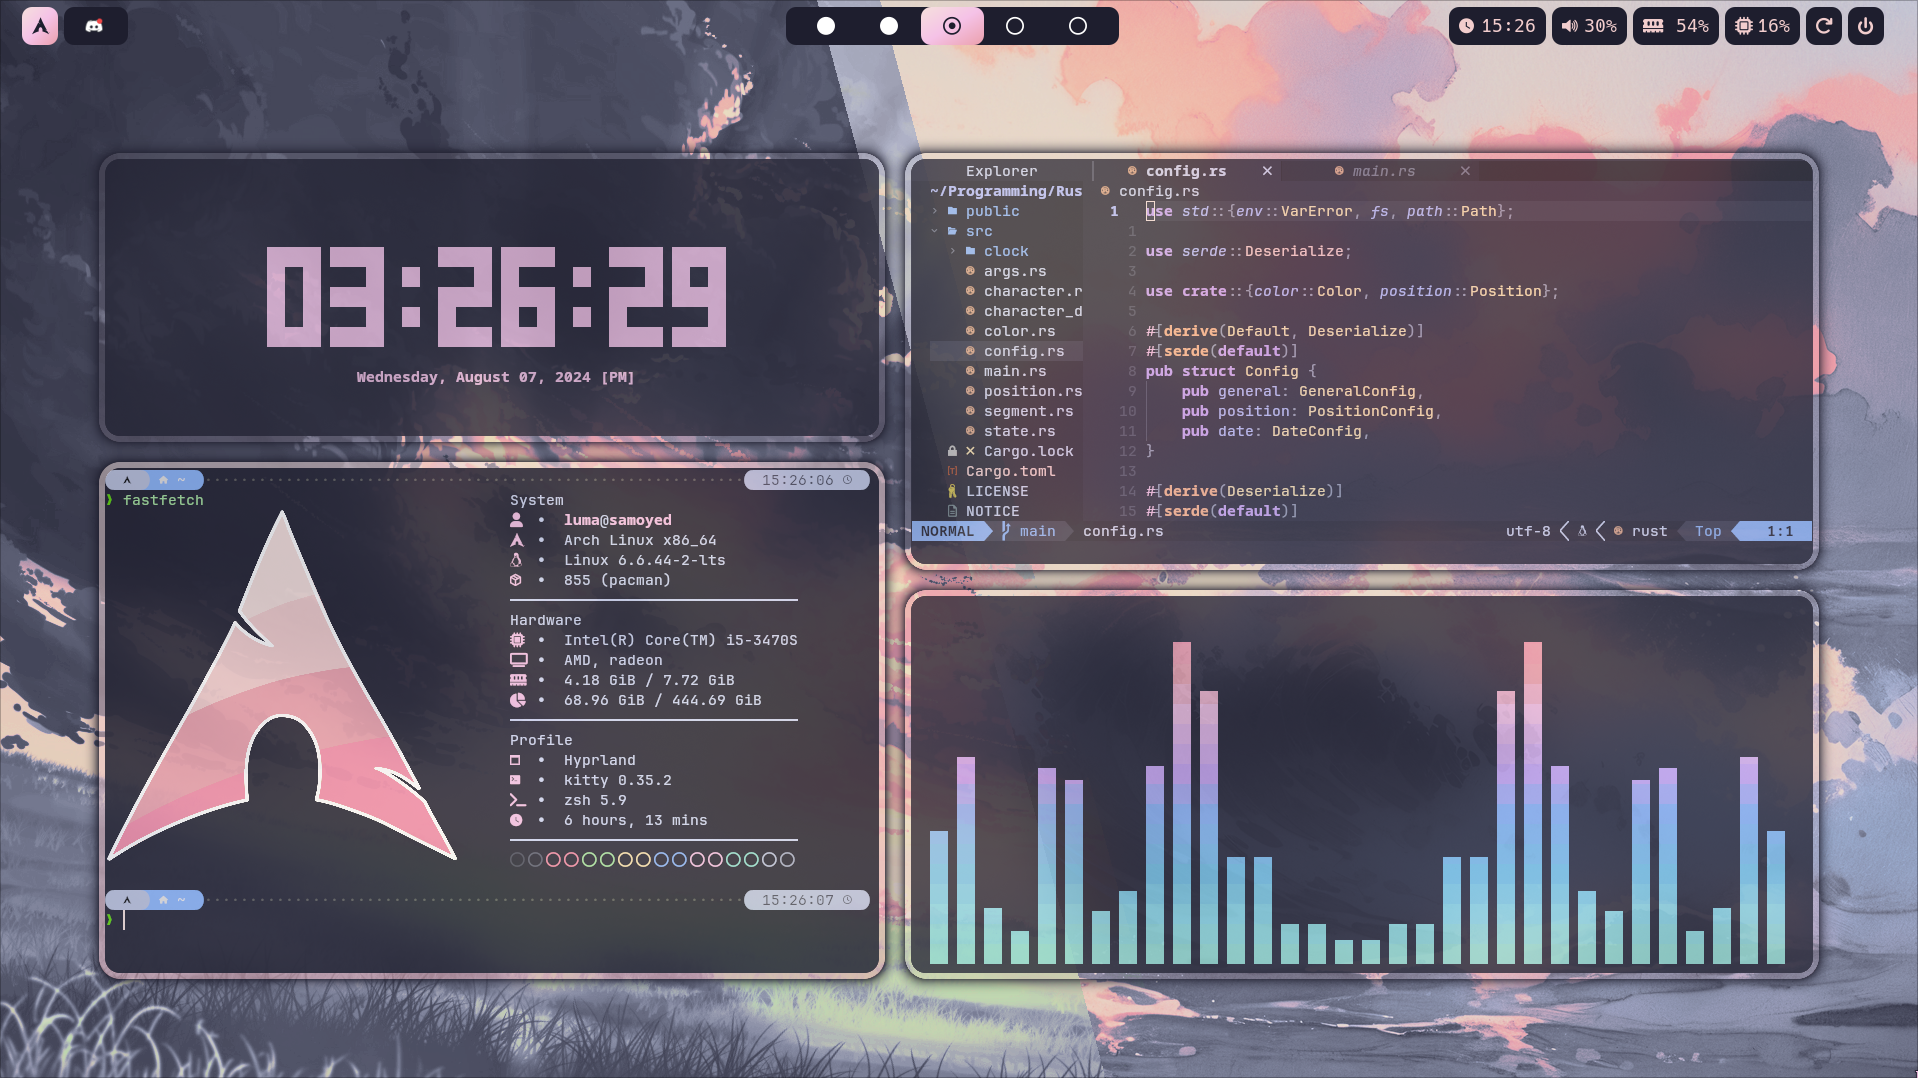 15:26
30%
54%
16%
03:26:29
Wednesday, August 07, 2024 [PM]
~
15:26:06
❯ fastfetch
System
• luma@samoyed
• Arch Linux x86_64
• Linux 6.6.44-2-lts
• 855 (pacman)
Hardware
• Intel(R) Core(TM) i5-3470S
• AMD, radeon
• 4.18 GiB / 7.72 GiB
• 68.96 GiB / 444.69 GiB
Profile
• Hyprland
• kitty 0.35.2
• zsh 5.9
• 6 hours, 13 mins
~
15:26:07
❯
Explorer
config.rs ×
main.rs ×
~/Programming/Rus
config.rs
› public
src
› clock
args.rs
character.r
character_d
color.rs
config.rs
main.rs
position.rs
segment.rs
state.rs
× Cargo.lock
Cargo.toml
LICENSE
NOTICE
1 use std::{env::VarError, fs, path::Path};
1
2 use serde::Deserialize;
3
4 use crate::{color::Color, position::Position};
5
6 #[derive(Default, Deserialize)]
7 #[serde(default)]
8 pub struct Config {
9 pub general: GeneralConfig,
10 pub position: PositionConfig,
11 pub date: DateConfig,
12 }
13
14 #[derive(Deserialize)]
15 #[serde(default)]
NORMAL main config.rs
utf-8 rust Top 1:1